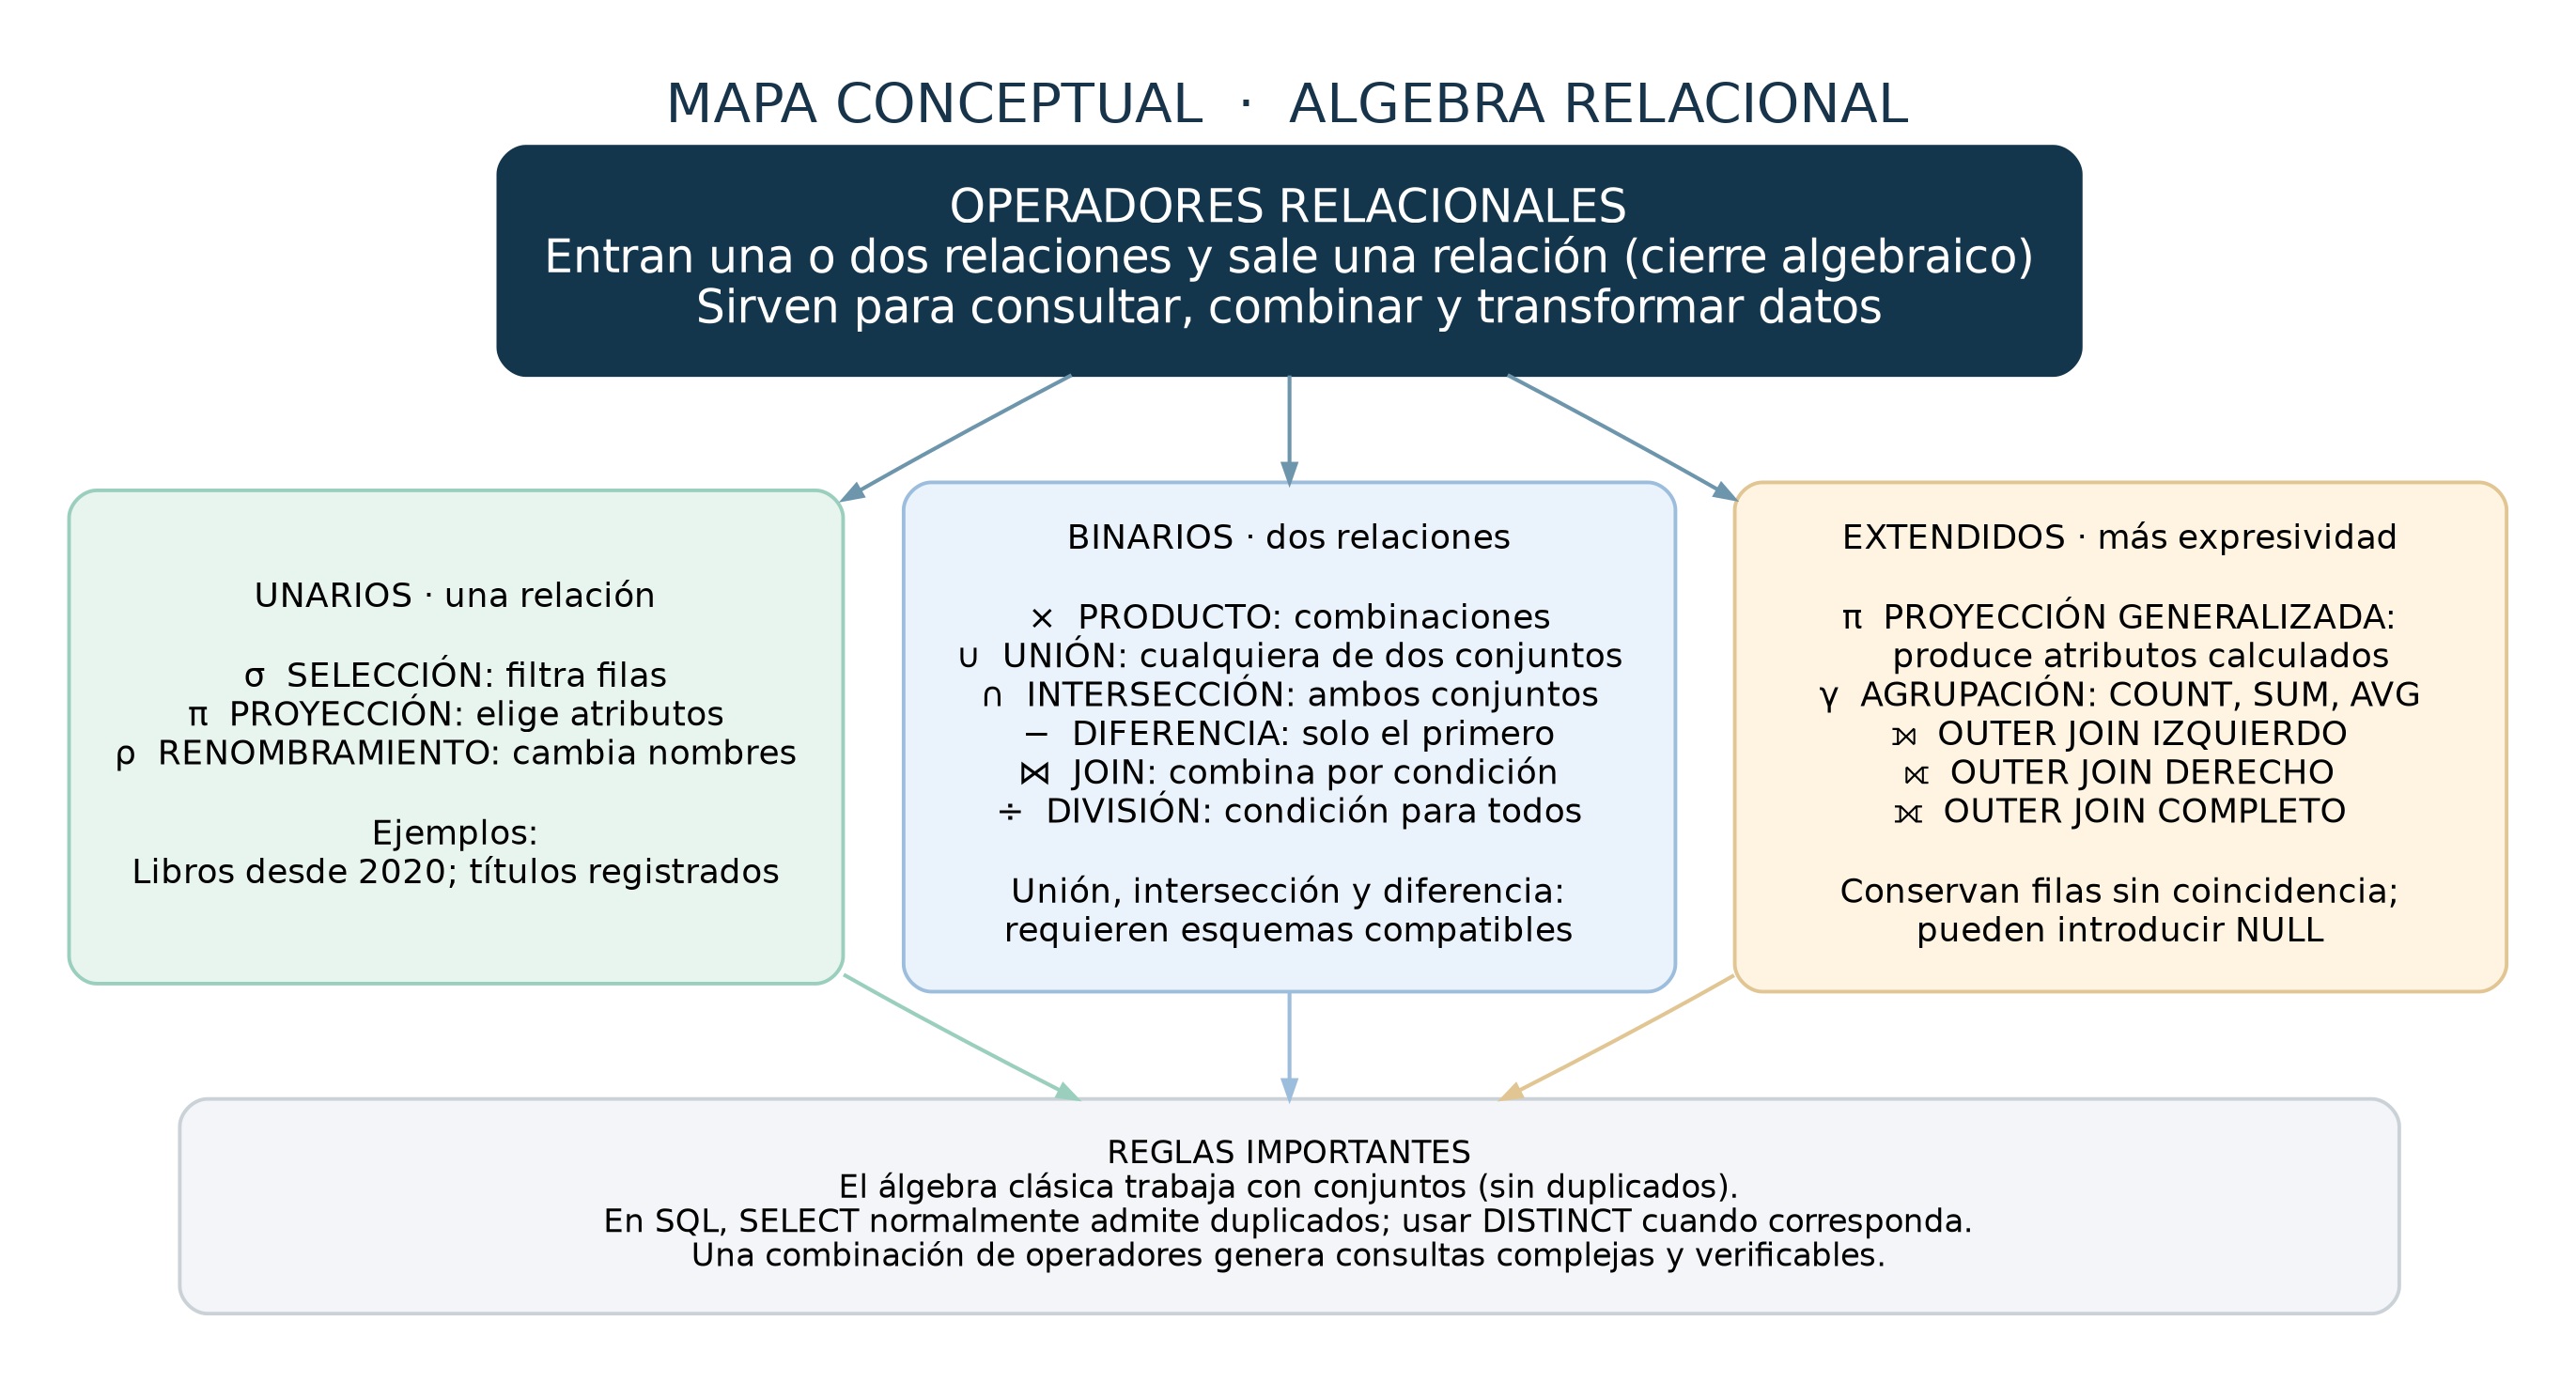 MAPA CONCEPTUAL · ALGEBRA RELACIONAL
OPERADORES RELACIONALES
Entran una o dos relaciones y sale una relación (cierre algebraico)
Sirven para consultar, combinar y transformar datos
UNARIOS · una relación
σ SELECCIÓN: filtra filas
π PROYECCIÓN: elige atributos
ρ RENOMBRAMIENTO: cambia nombres
Ejemplos:
Libros desde 2020; títulos registrados
BINARIOS · dos relaciones
× PRODUCTO: combinaciones
∪ UNIÓN: cualquiera de dos conjuntos
∩ INTERSECCIÓN: ambos conjuntos
− DIFERENCIA: solo el primero
⋈ JOIN: combina por condición
÷ DIVISIÓN: condición para todos
Unión, intersección y diferencia:
requieren esquemas compatibles
EXTENDIDOS · más expresividad
π PROYECCIÓN GENERALIZADA:
produce atributos calculados
γ AGRUPACIÓN: COUNT, SUM, AVG
⟕ OUTER JOIN IZQUIERDO
⟖ OUTER JOIN DERECHO
⟗ OUTER JOIN COMPLETO
Conservan filas sin coincidencia;
pueden introducir NULL
REGLAS IMPORTANTES
El álgebra clásica trabaja con conjuntos (sin duplicados).
En SQL, SELECT normalmente admite duplicados; usar DISTINCT cuando corresponda.
Una combinación de operadores genera consultas complejas y verificables.